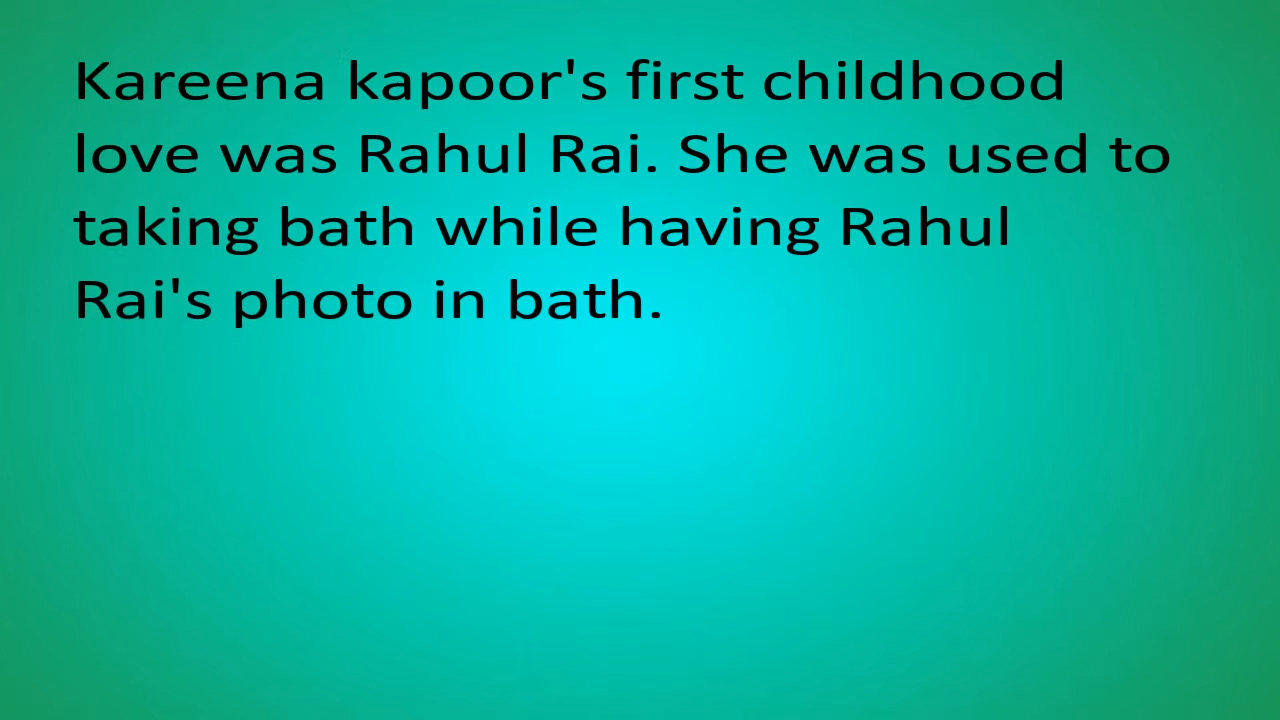 Kareena kapoor's first childhood
love was Rahul Rai. She was used to
taking bath while having Rahul
Rai's photo in bath.